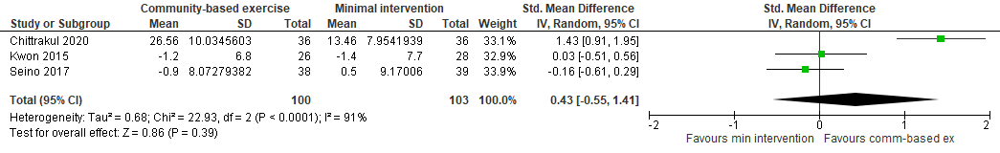 Community-based exercise Minimal intervention Std. Mean Difference Std. Mean Difference
Study or Subgroup Mean SD Total Mean SD Total Weight IV, Random, 95% CI IV, Random, 95% CI
Chittrakul 2020 26.56 10.0345603 36 13.46 7.9541939 36 33.1% 1.43 [0.91, 1.95]
Kwon 2015 -1.2 6.8 26 -1.4 7.7 28 32.9% 0.03 [-0.51, 0.56]
Seino 2017 -0.9 8.07279382 38 0.5 9.17006 39 33.9% -0.16 [-0.61, 0.29]
Total (95% CI) 100 103 100.0% 0.43 [-0.55, 1.41]
Heterogeneity: Tau² = 0.68; Chi² = 22.93, df = 2 (P < 0.0001); I² = 91%
Test for overall effect: Z = 0.86 (P = 0.39)
-2 -1 0 1 2
Favours min intervention Favours comm-based ex